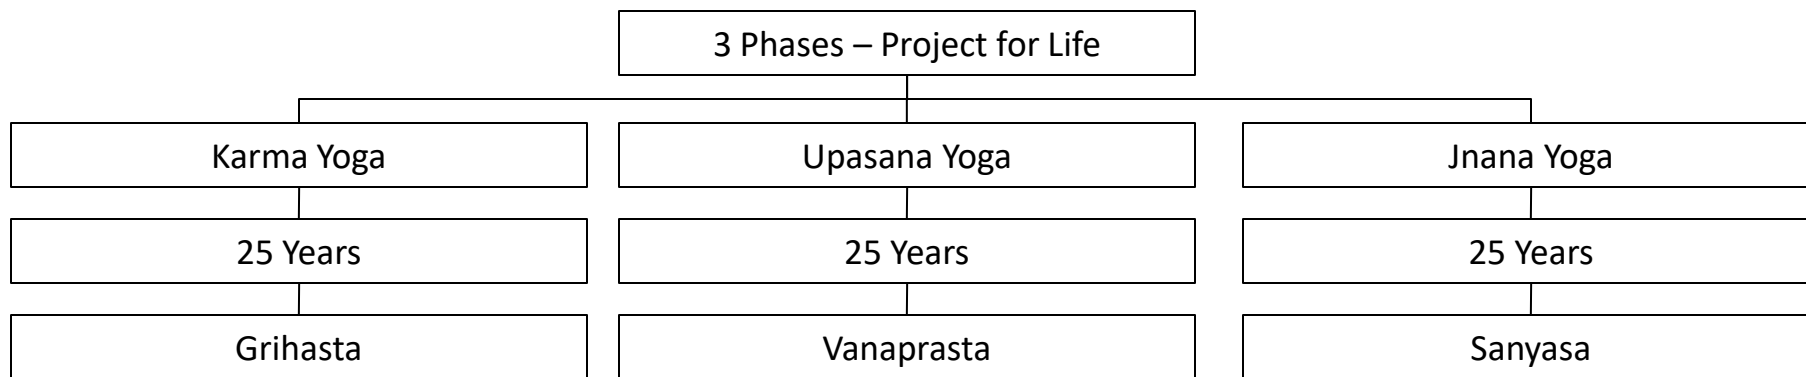 3 Phases – Project for Life
Karma Yoga
Upasana Yoga
Jnana Yoga
25 Years
25 Years
25 Years
Grihasta
Vanaprasta
Sanyasa